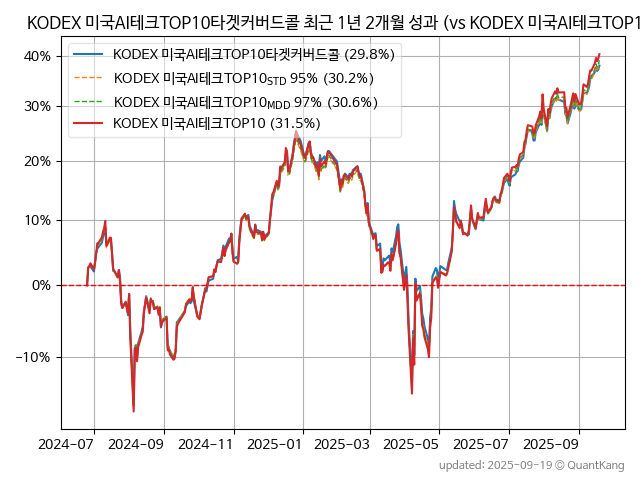 KODEX 미국AI테크TOP10타겟커버드콜 최근 1년 2개월 성과 (vs KODEX 미국AI테크TOP1
KODEX 미국AI테크TOP10타겟커버드콜 (29.8%)
KODEX 미국AI테크TOP10STD 95% (30.2%)
KODEX 미국AI테크TOP10MDD 97% (30.6%)
KODEX 미국AI테크TOP10 (31.5%)
40%
30%
20%
10%
0%
−10%
2024-07 2024-09 2024-11 2025-01 2025-03 2025-05 2025-07 2025-09
updated: 2025-09-19 © QuantKang